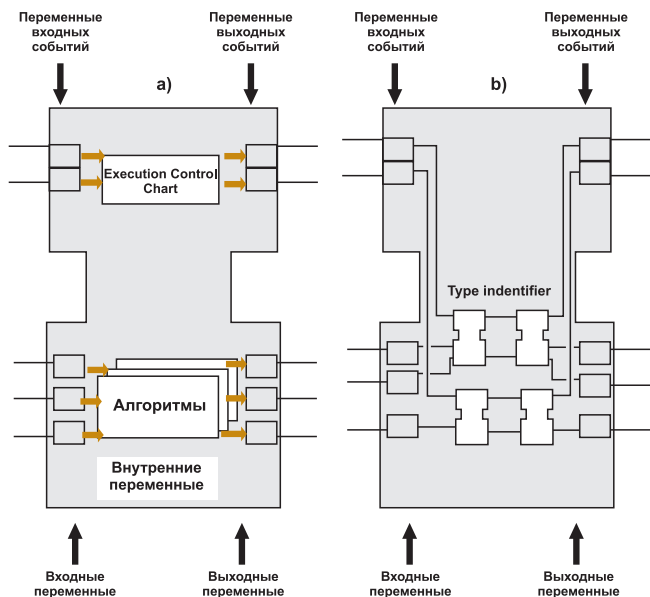 Переменные
входных
событий
Переменные
выходных
событий
Переменные
входных
событий
Переменные
выходных
событий
a)
b)
Execution Control
Chart
Type indentifier
Алгоритмы
Внутренние
переменные
Входные
переменные
Выходные
переменные
Входные
переменные
Выходные
переменные